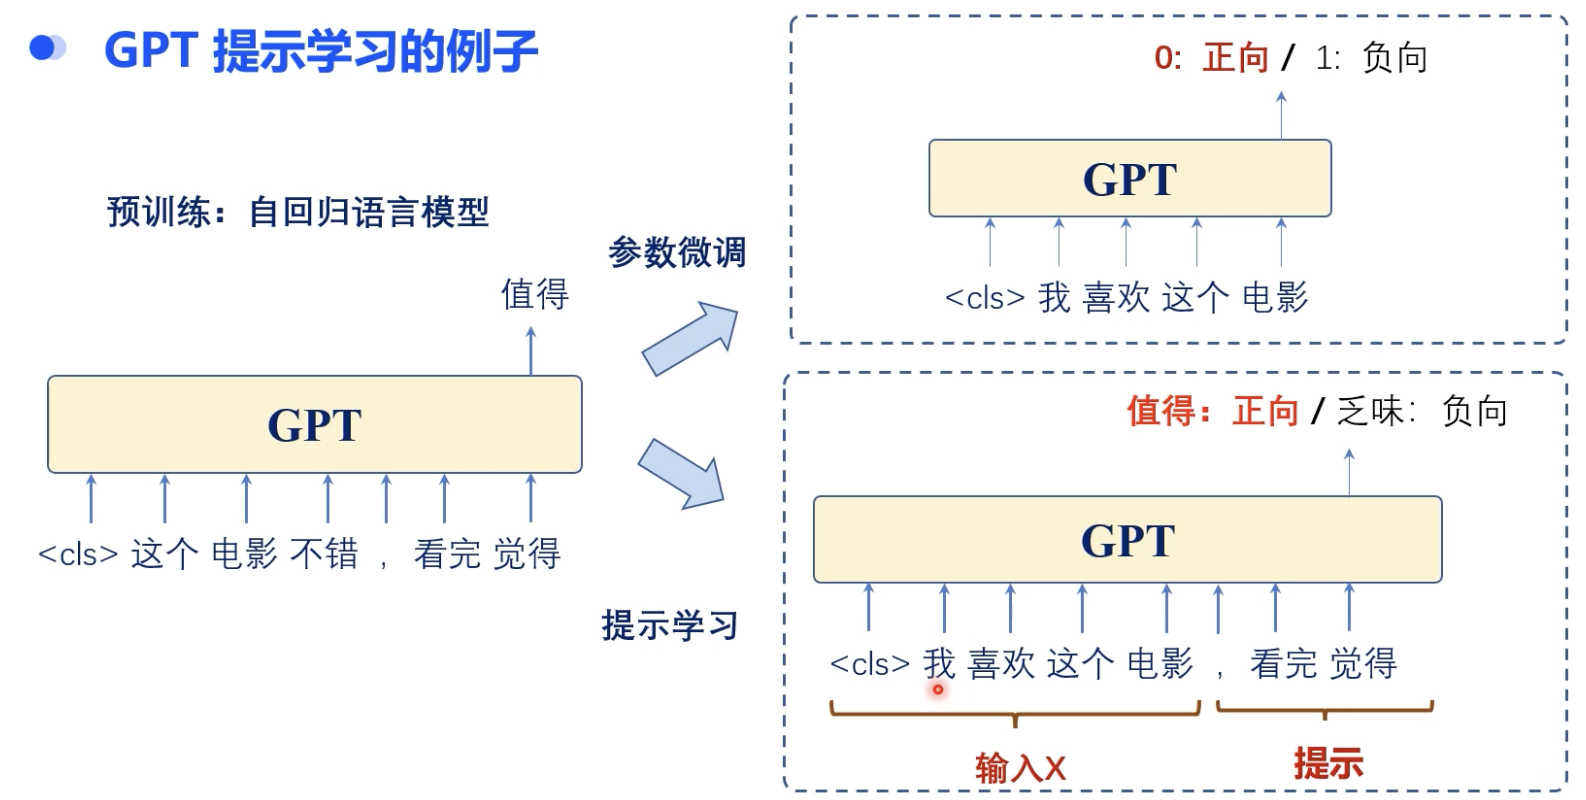 GPT 提示学习的例子
预训练：自回归语言模型
值得
GPT
<cls> 这个 电影 不错 ， 看完 觉得
参数微调
提示学习
0: 正向 / 1: 负向
GPT
<cls> 我 喜欢 这个 电影
值得：正向 / 乏味：负向
GPT
<cls> 我 喜欢 这个 电影 ， 看完 觉得
输入X
提示